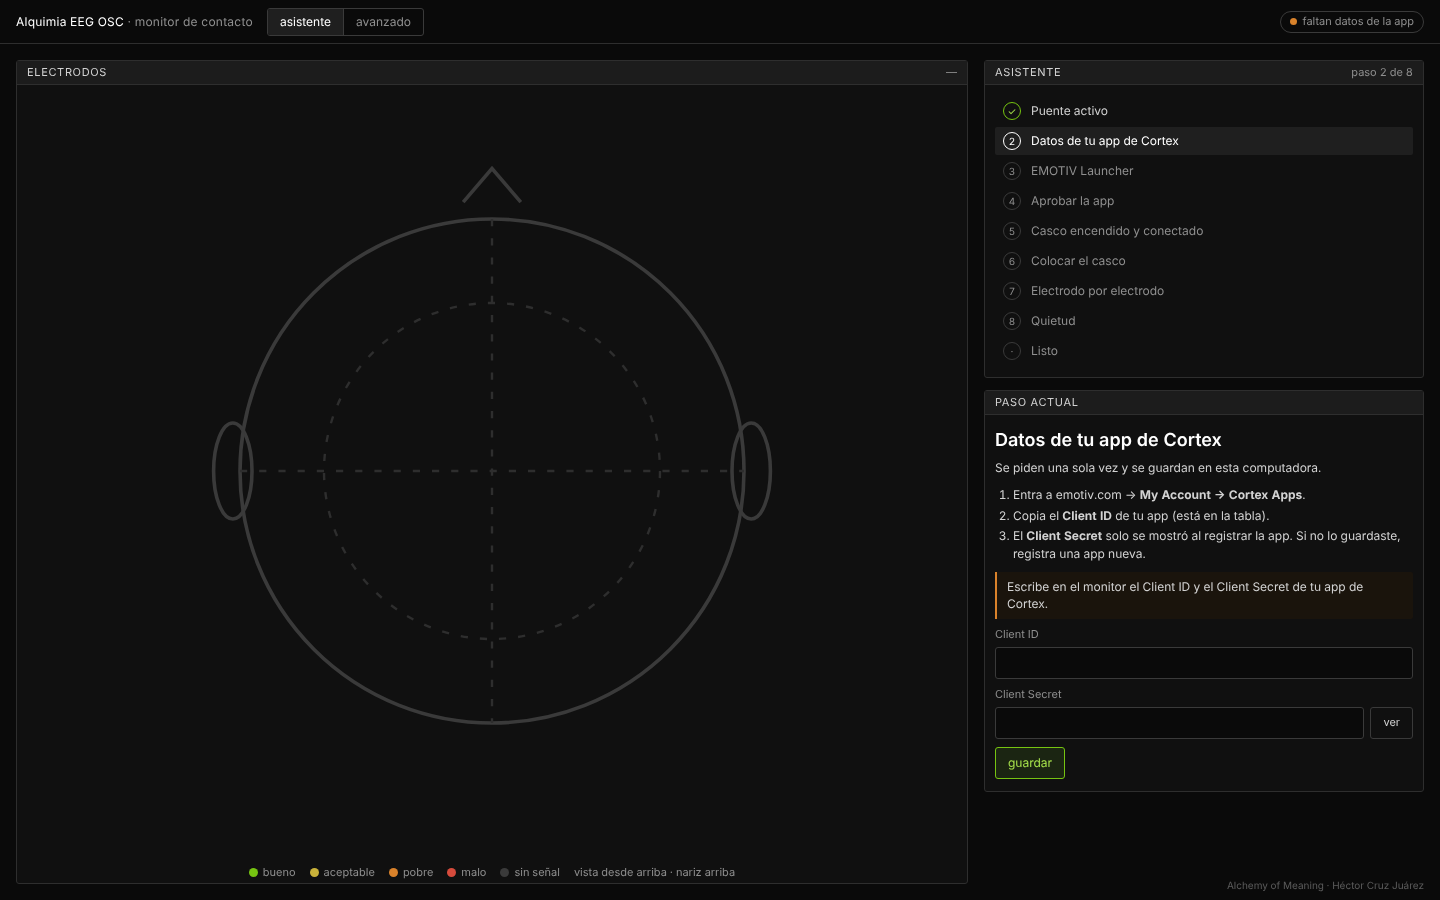 Alquimia EEG OSC · monitor de contacto
asistente
avanzado
faltan datos de la app
ELECTRODOS
—
bueno
aceptable
pobre
malo
sin señal
vista desde arriba · nariz arriba
ASISTENTE
paso 2 de 8
Puente activo
2 Datos de tu app de Cortex
3 EMOTIV Launcher
4 Aprobar la app
5 Casco encendido y conectado
6 Colocar el casco
7 Electrodo por electrodo
8 Quietud
· Listo
PASO ACTUAL
Datos de tu app de Cortex
Se piden una sola vez y se guardan en esta computadora.
1. Entra a emotiv.com → My Account → Cortex Apps.
2. Copia el Client ID de tu app (está en la tabla).
3. El Client Secret solo se mostró al registrar la app. Si no lo guardaste,
registra una app nueva.
Escribe en el monitor el Client ID y el Client Secret de tu app de
Cortex.
Client ID
Client Secret
ver
guardar
Alchemy of Meaning · Héctor Cruz Juárez